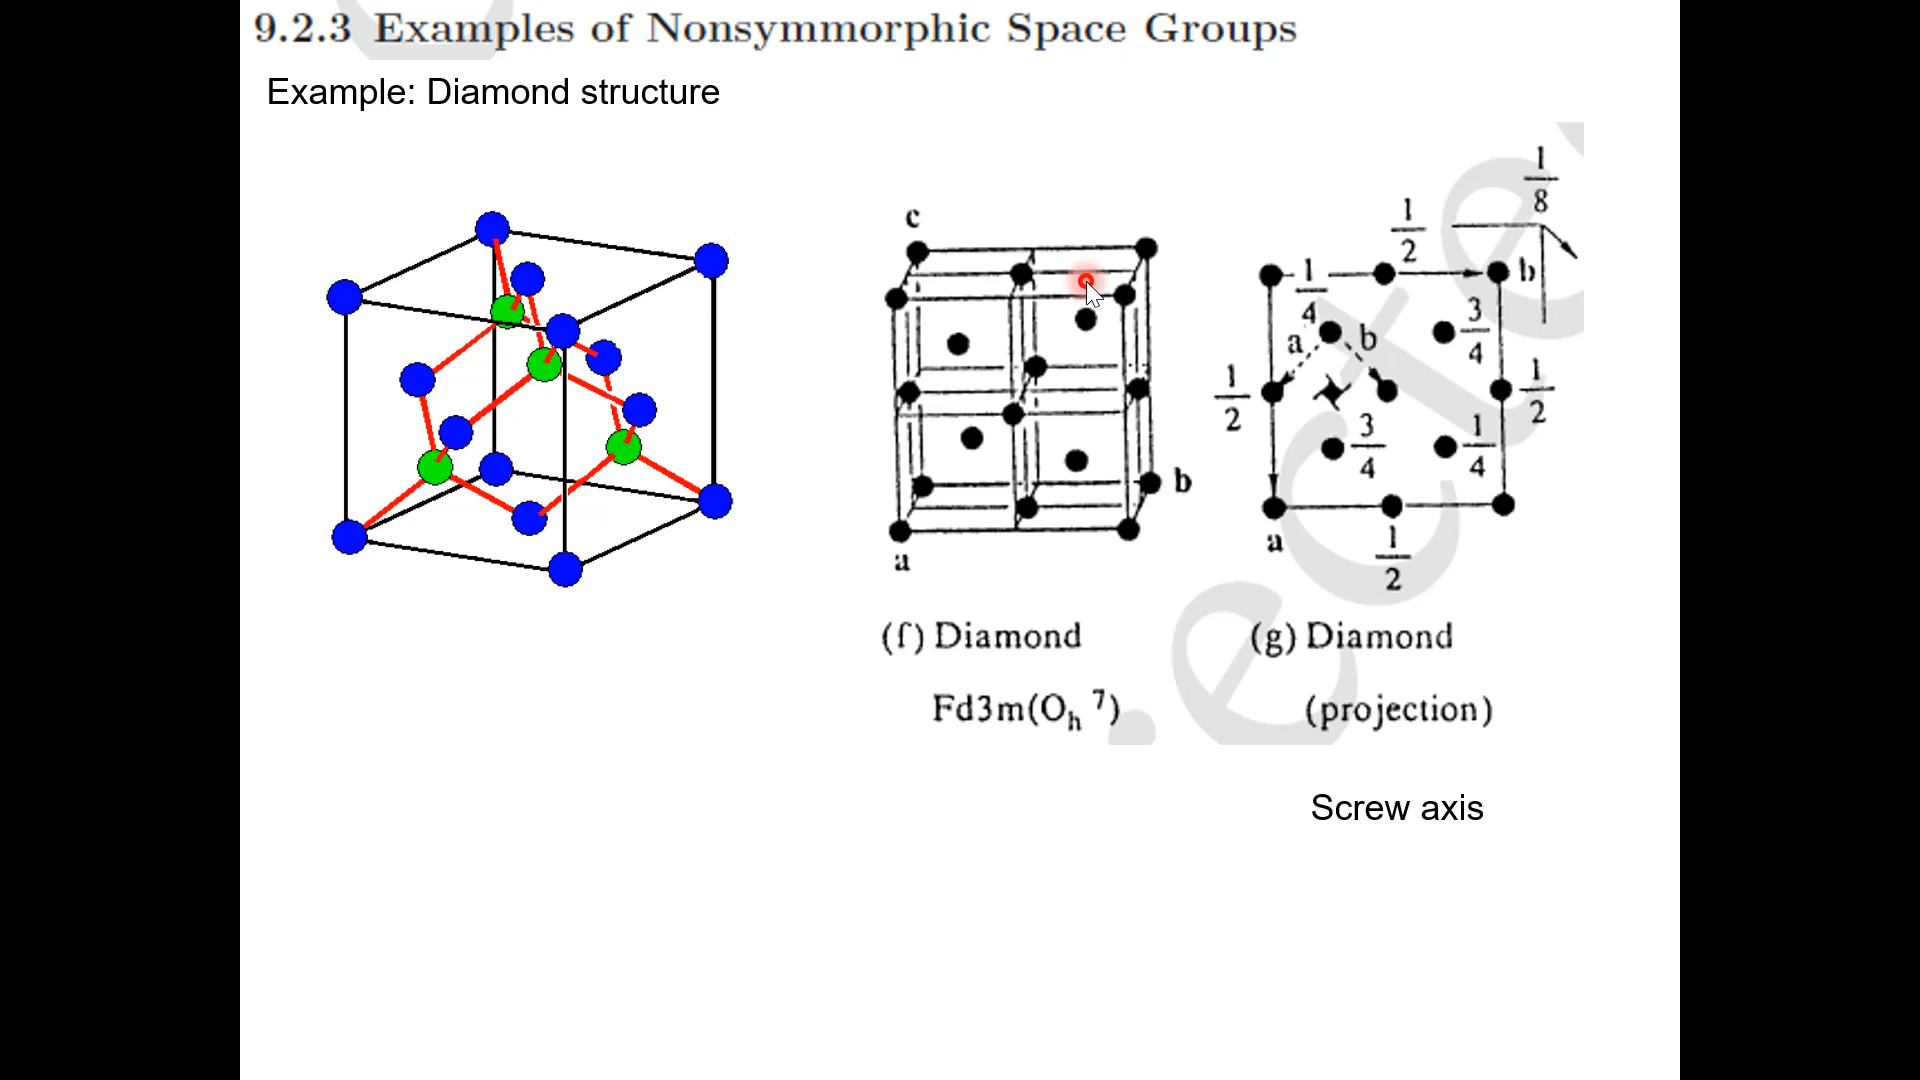 9.2.3 Examples of Nonsymmorphic Space Groups
Example: Diamond structure
c
b
a
(f) Diamond
Fd3m(Oh 7)
1/8
1/2
1/4
b
3/4
a
b
1/2
1/2
3/4
1/4
a
1/2
(g) Diamond
(projection)
Screw axis